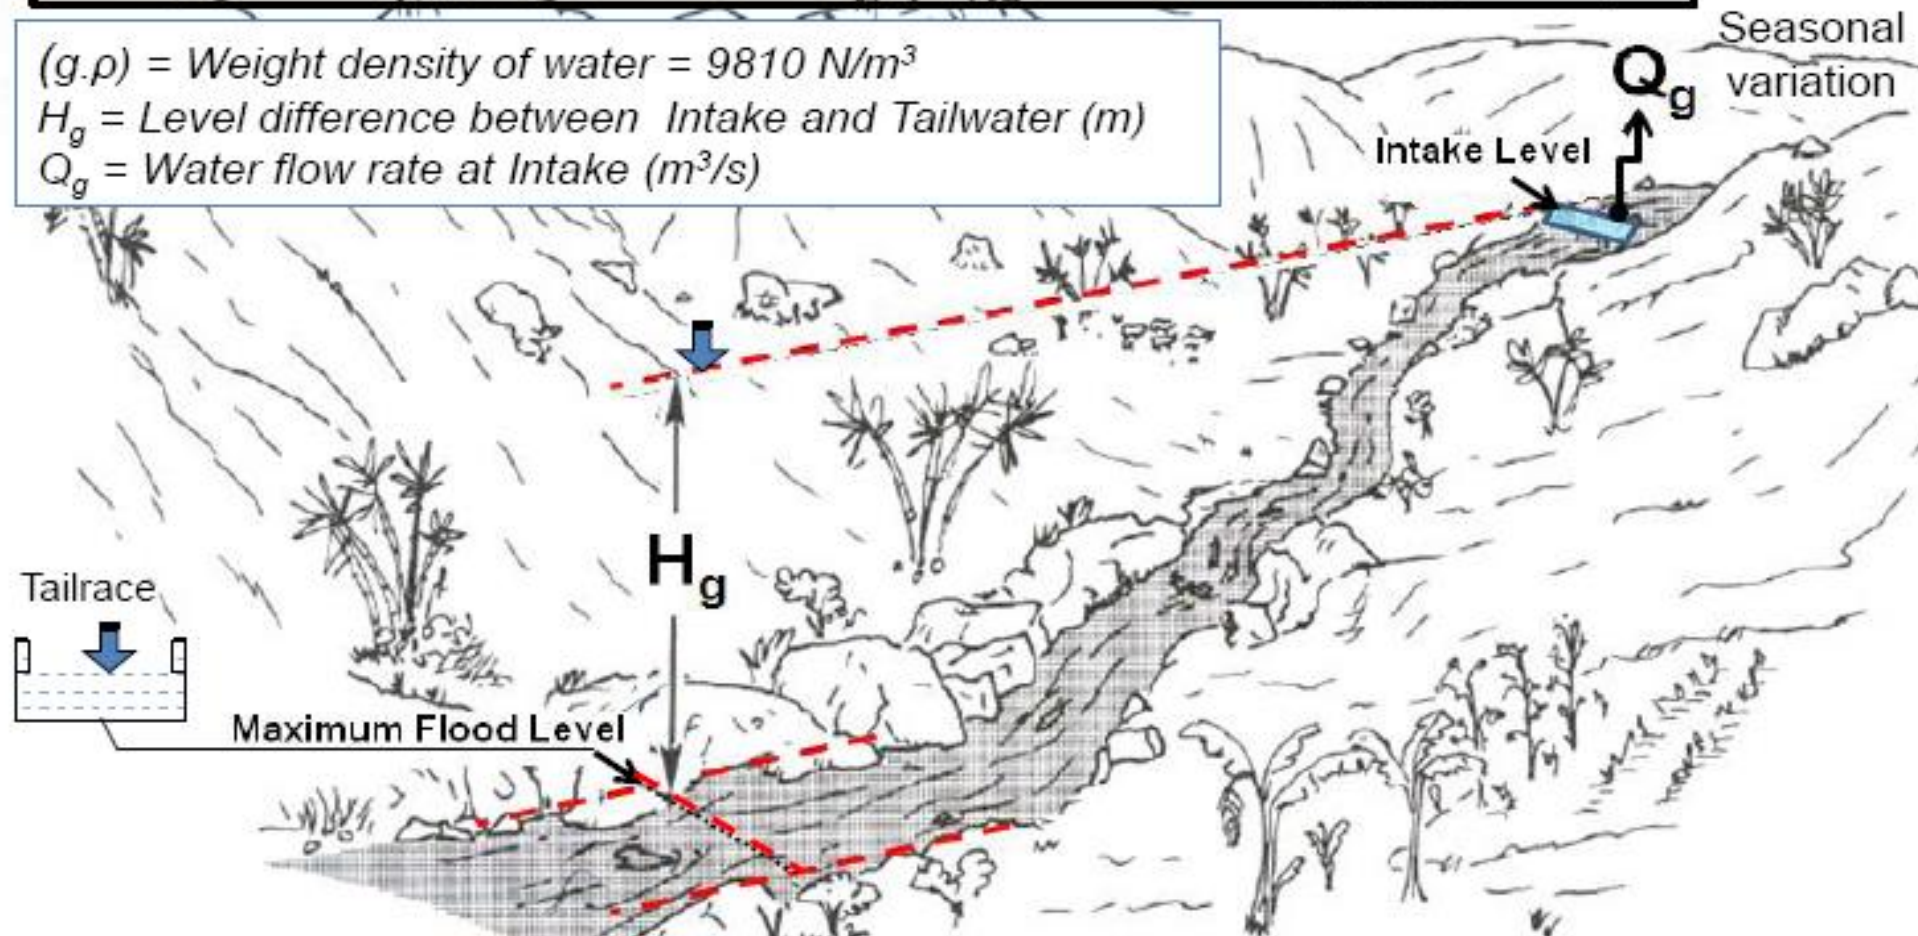 (g.ρ) = Weight density of water = 9810 N/m³
Hg = Level difference between Intake and Tailwater (m)
Qg = Water flow rate at Intake (m³/s)
Seasonal
variation
Qg
Intake Level
Hg
Tailrace
Maximum Flood Level